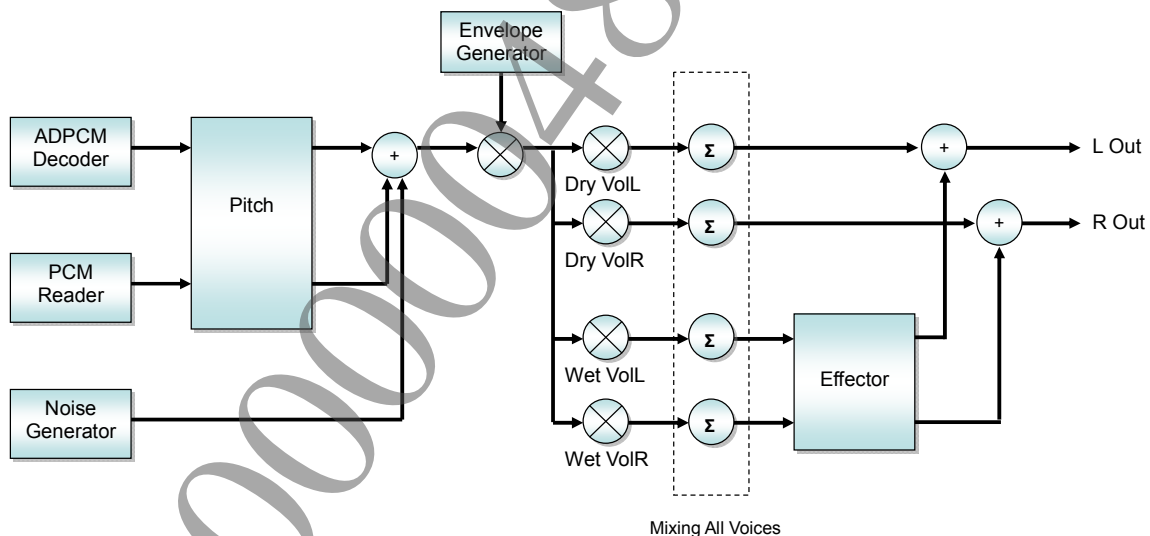 Envelope
Generator
ADPCM
Decoder
+
Σ
+
L Out
Dry VolL
Pitch
Σ
+
R Out
Dry VolR
PCM
Reader
Σ
Wet VolL
Effector
Noise
Generator
Σ
Wet VolR
Mixing All Voices